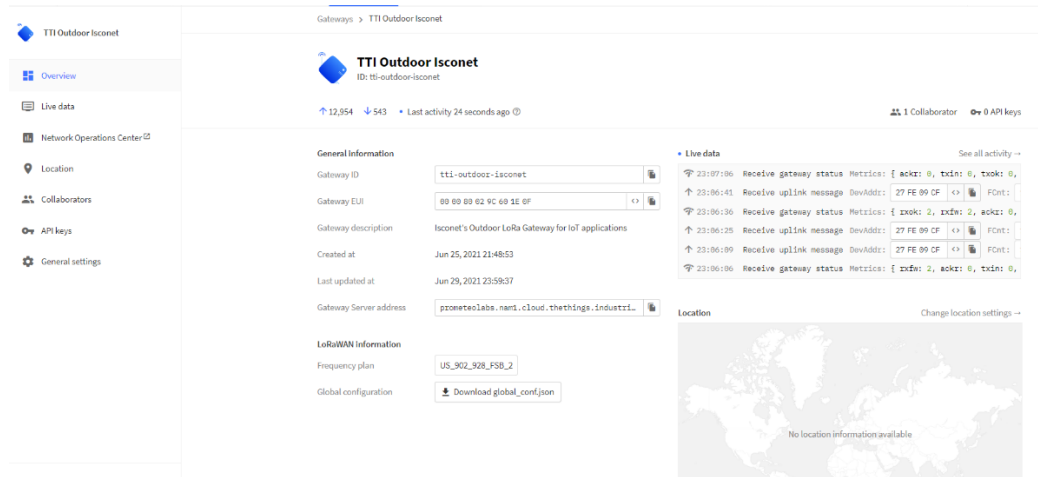 TTI Outdoor Isconet
Overview
Live data
Network Operations Center
Location
Collaborators
API keys
General settings
Gateways > TTI Outdoor Isconet
TTI Outdoor Isconet
ID: tti-outdoor-isconet
↑ 12,954 ↓ 543 • Last activity 24 seconds ago
1 Collaborator 0 API keys
General Information
Gateway ID tti-outdoor-isconet
Gateway EUI
Gateway description Isconet's Outdoor LoRa Gateway for IoT applications
Created at Jun 25, 2021 21:48:53
Last updated at Jun 29, 2021 23:59:37
Gateway Server address prometeolabs.nam1.cloud.thethings.industri…
LoRaWAN Information
Frequency plan US_902_928_FSB_2
Global configuration Download global_conf.json
• Live data See all activity →
23:07:06 Receive gateway status Metrics: { ackr: 0, txin: 0, txok: 0,
↑ 23:06:41 Receive uplink message DevAddr: 27 FE 09 CF <> FCnt:
23:06:36 Receive gateway status Metrics: { rxok: 2, rxfw: 2, ackr: 0,
↑ 23:06:25 Receive uplink message DevAddr: 27 FE 09 CF <> FCnt:
↑ 23:06:09 Receive uplink message DevAddr: 27 FE 09 CF <> FCnt:
23:06:06 Receive gateway status Metrics: { rxfw: 2, ackr: 0, txin: 0,
Location Change location settings →
No location information available